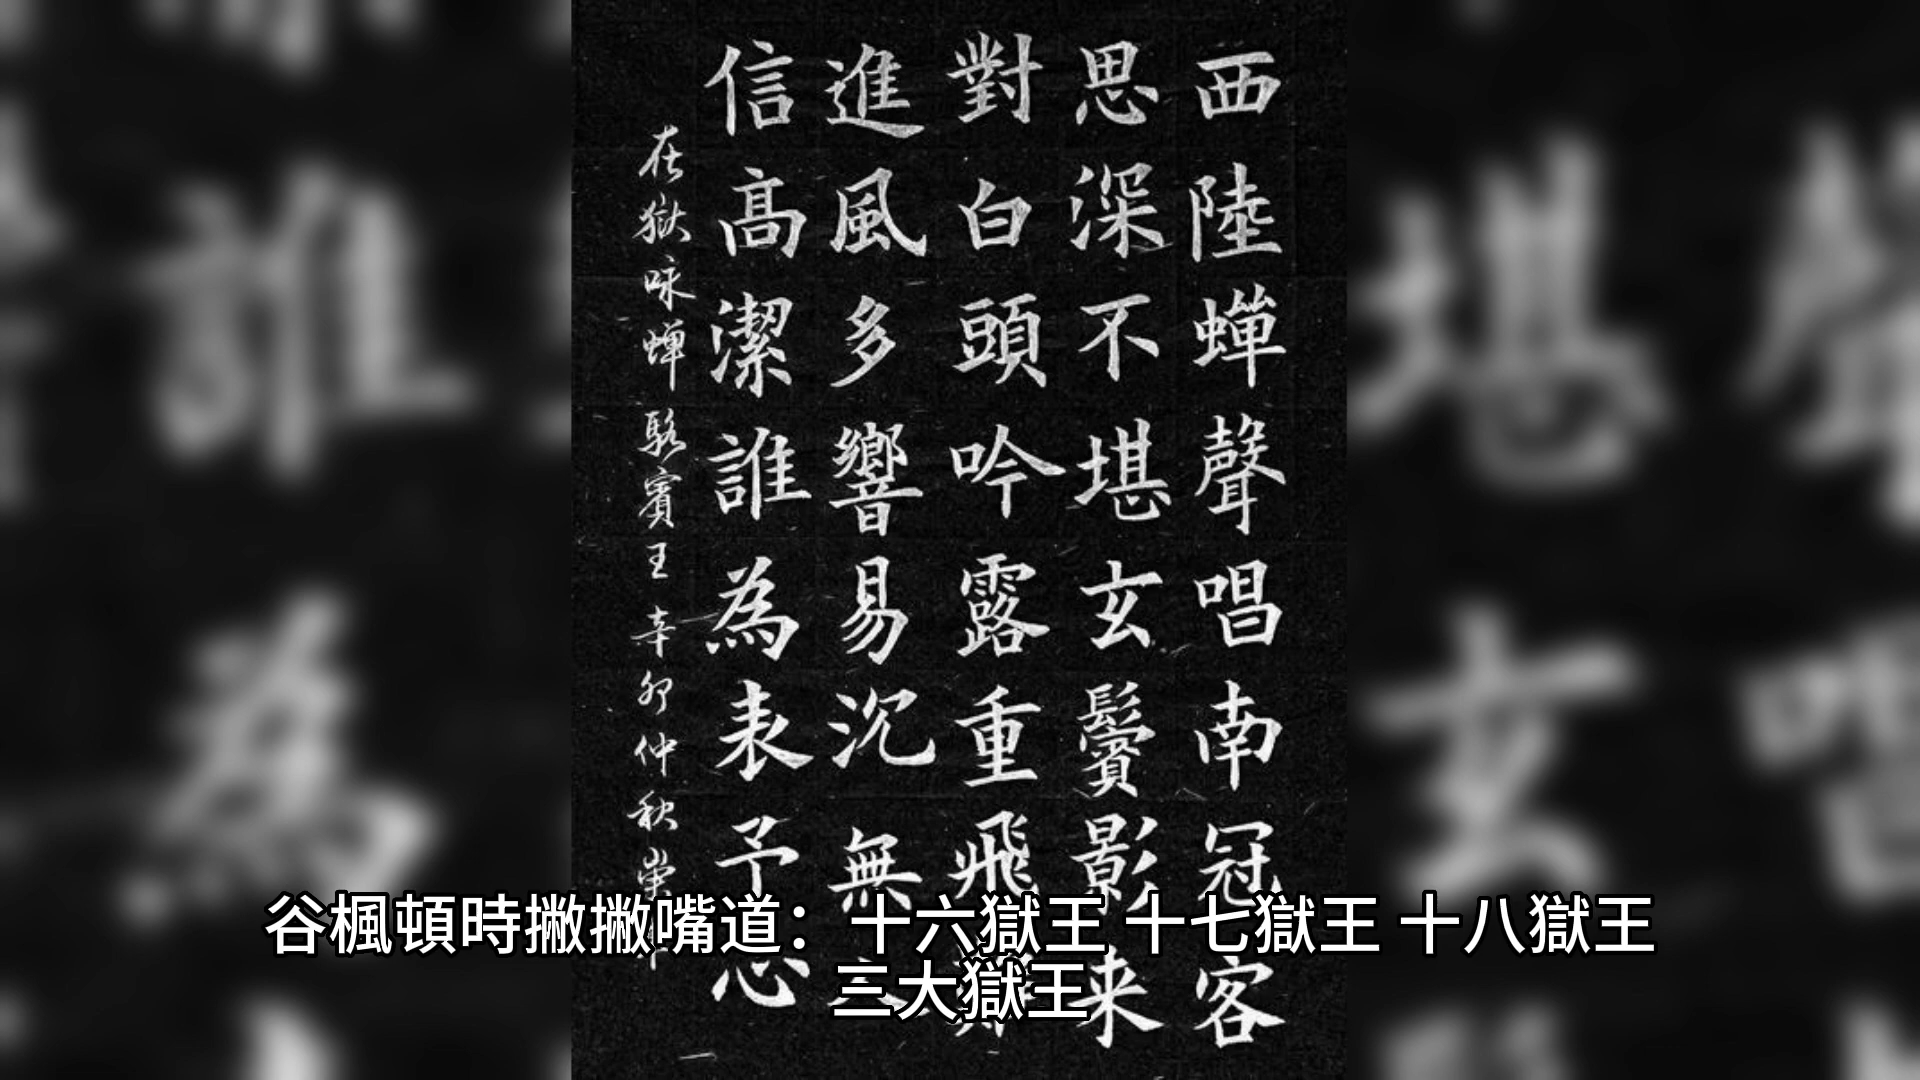 西陸蟬聲唱南冠客
思深不堪玄鬢影来
對白頭吟露重飛
進風多響易沉無
信髙潔誰為表予心
在獄咏蟬 駱賓王 辛卯仲秋
谷楓頓時撇撇嘴道：十六獄王 十七獄王 十八獄王
三大獄王